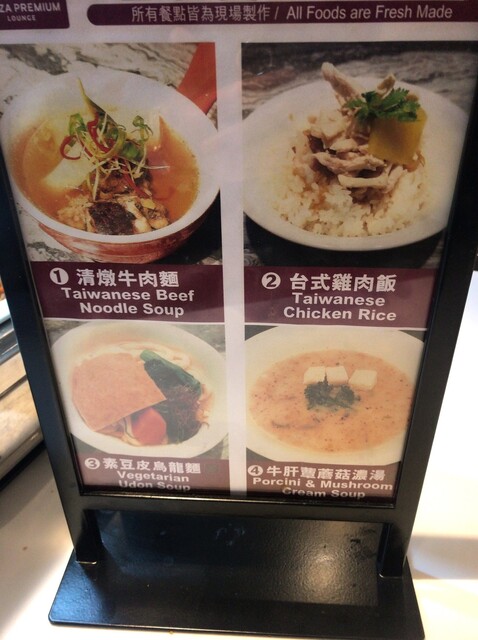 ZA PREMIUM
LOUNGE
所有餐點皆為現場製作 / All Foods are Fresh Made
1 清燉牛肉麵
Taiwanese Beef
Noodle Soup
2 台式雞肉飯
Taiwanese
Chicken Rice
3 素豆皮烏龍麵
Vegetarian
Udon Soup
4 牛肝蕈蘑菇濃湯
Porcini & Mushroom
Cream Soup